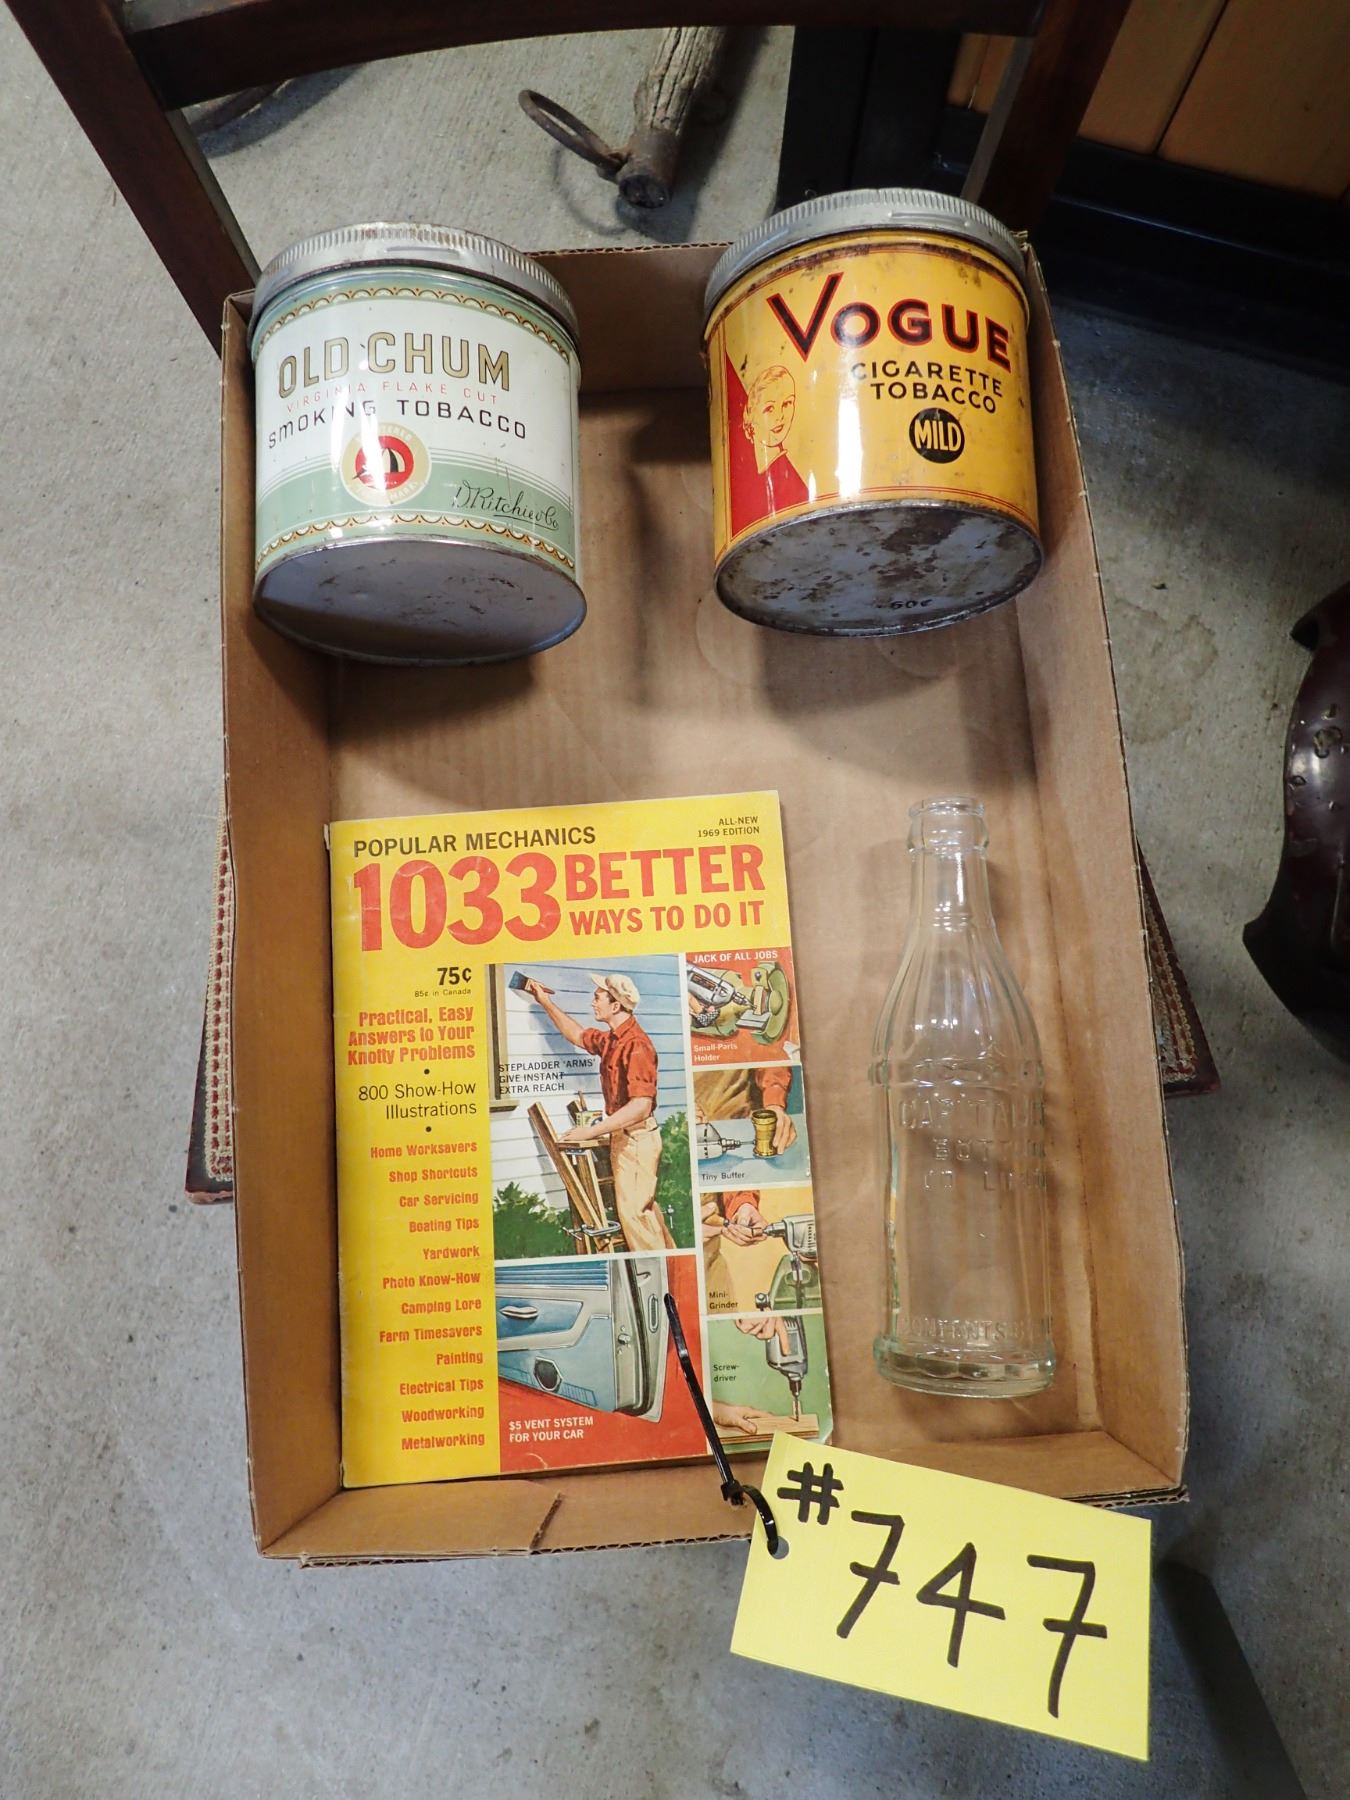 OLD CHUM
VIRGINIA FLAKE CUT
SMOKING TOBACCO
D. Ritchie & Co
VOGUE
CIGARETTE
TOBACCO
MILD
50¢
POPULAR MECHANICS
ALL-NEW
1969 EDITION
1033 BETTER
WAYS TO DO IT
75¢
85¢ in Canada
Practical, Easy
Answers to Your
Knotty Problems
•
800 Show-How
Illustrations
•
Home Worksavers
Shop Shortcuts
Car Servicing
Boating Tips
Yardwork
Photo Know-How
Camping Lore
Farm Timesavers
Painting
Electrical Tips
Woodworking
Metalworking
STEPLADDER 'ARMS'
GIVE INSTANT
EXTRA REACH
$5 VENT SYSTEM
FOR YOUR CAR
JACK OF ALL JOBS
Small-Parts
Holder
Tiny Buffer
Mini-
Grinder
Screw-
driver
CONTENTS
#747